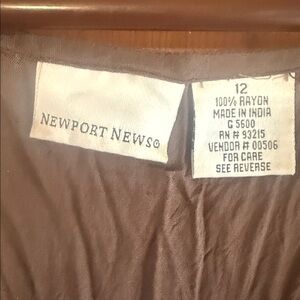 NEWPORT NEWS®
12
100% RAYON
MADE IN INDIA
G 5600
RN # 93215
VENDOR # 00506
FOR CARE
SEE REVERSE